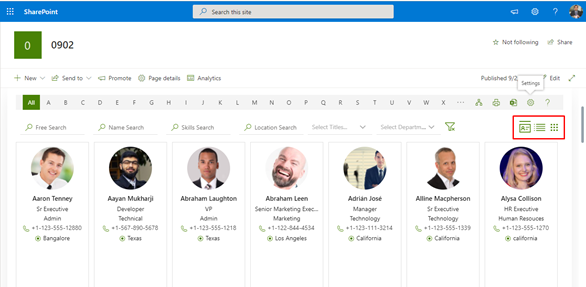 SharePoint
Search this site
0 0902
Not following Share
New Send to Promote Page details Analytics
Published 9/2 Edit
Settings
All A B C D E F G H I J K L M N O P Q R S T U V W X ...
Free Search Name Search Skills Search Location Search Select Titles... Select Departm...
Aaron Tenney
Sr Executive
Admin
+1-123-555-12880
Bangalore
Aayan Mukharji
Developer
Technical
+1-567-890-5678
Texas
Abraham Laughton
VP
Admin
+1-123-555-1218
Texas
Abraham Leen
Senior Marketing Exec...
Marketing
+1-122-844-4534
Los Angeles
Adrián José
Manager
Technology
+1-123-111-3214
California
Alline Macpherson
Sr Executive
Technology
+1-123-555-1339
California
Alysa Collison
HR Executive
Human Resouces
+1-123-555-1270
california